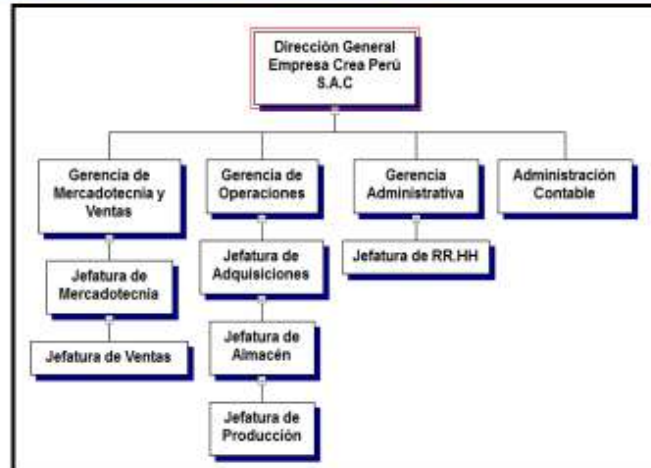 Dirección General
Empresa Crea Perú
S.A.C
Gerencia de
Mercadotecnia y
Ventas
Gerencia de
Operaciones
Gerencia
Administrativa
Administración
Contable
Jefatura de
Mercadotecnia
Jefatura de
Adquisiciones
Jefatura de RR.HH
Jefatura de Ventas
Jefatura de
Almacén
Jefatura de
Producción